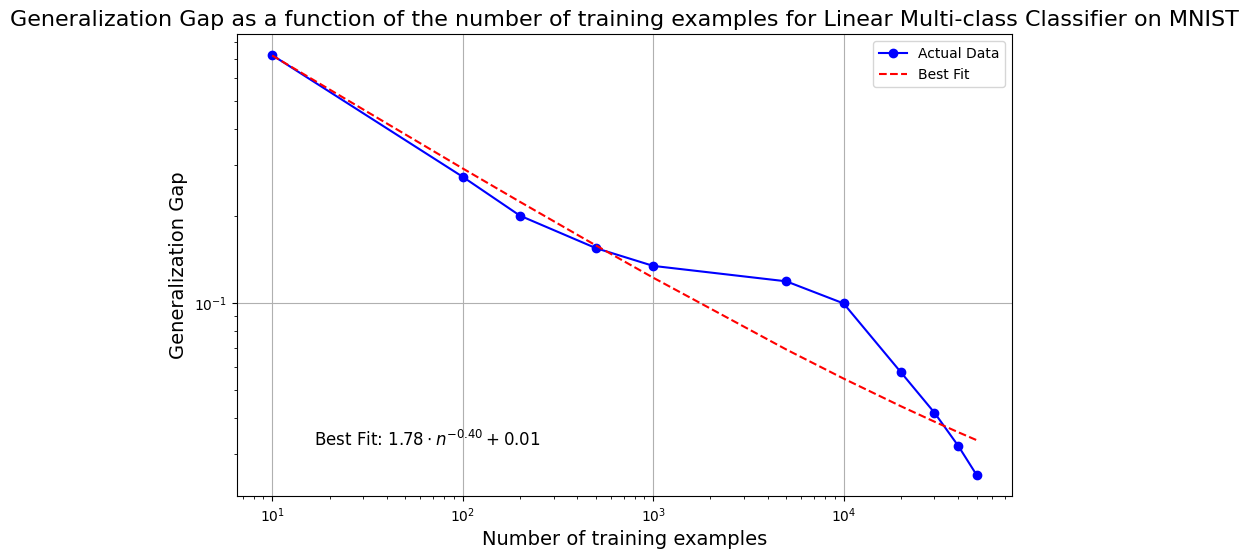 Generalization Gap as a function of the number of training examples for Linear Multi-class Classifier on MNIST
Actual Data
Best Fit
Generalization Gap
10⁻¹
Best Fit: 1.78 · n⁻⁰·⁴⁰ + 0.01
10¹ 10² 10³ 10⁴
Number of training examples